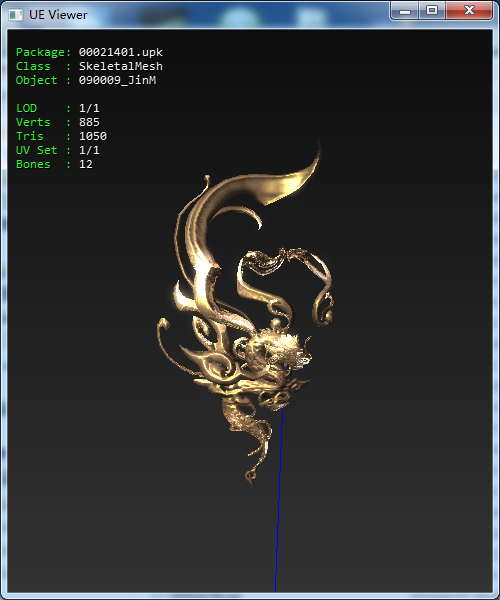 UE Viewer
Package: 00021401.upk
Class : SkeletalMesh
Object : 090009_JinM
LOD : 1/1
Verts : 885
Tris : 1050
UV Set : 1/1
Bones : 12